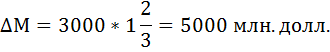 ΔM = 3000 * 1 2/3 = 5000 млн. долл.